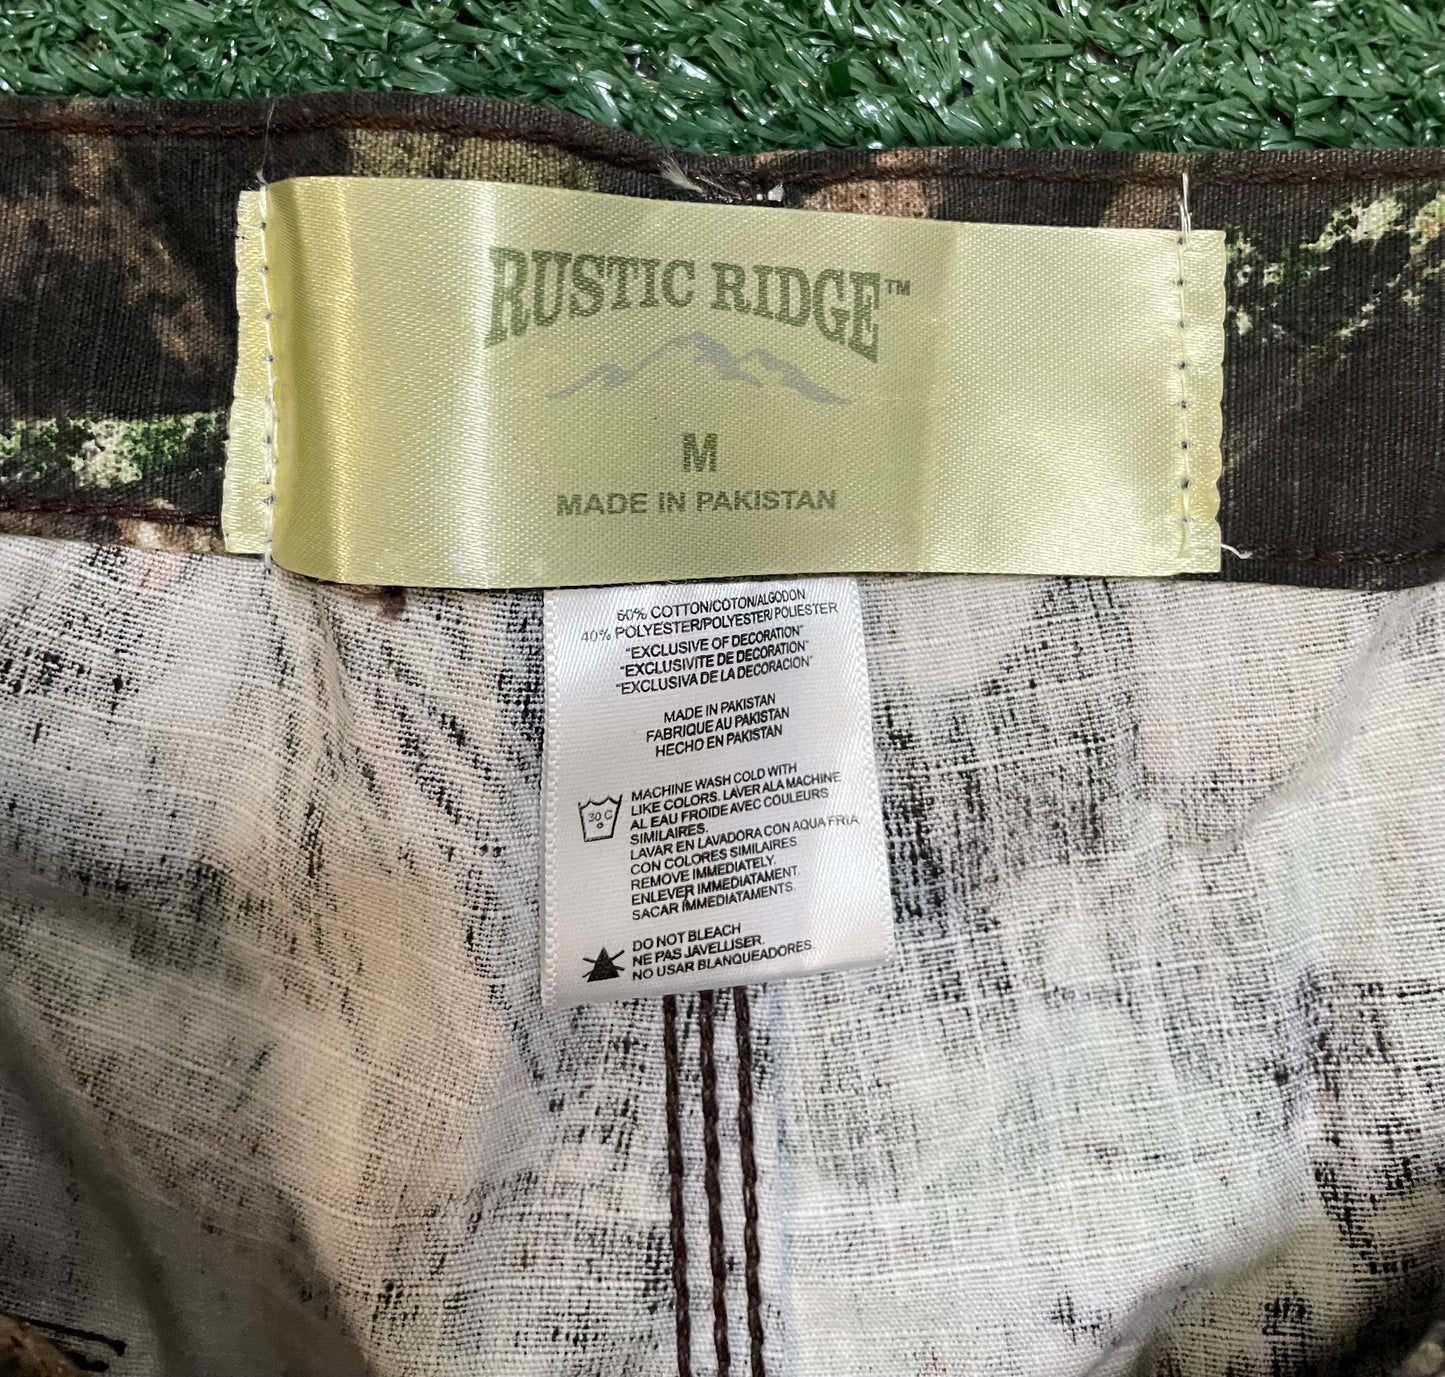 RUSTIC RIDGE™
M
MADE IN PAKISTAN
60% COTTON/COTON/ALGODON
40% POLYESTER/POLYESTER/POLIESTER
"EXCLUSIVE OF DECORATION"
"EXCLUSIVITE DE DECORATION"
"EXCLUSIVA DE LA DECORACION"
MADE IN PAKISTAN
FABRIQUE AU PAKISTAN
HECHO EN PAKISTAN
30 C
MACHINE WASH COLD WITH
LIKE COLORS. LAVER ALA MACHINE
AL EAU FROIDE AVEC COULEURS
SIMILAIRES.
LAVAR EN LAVADORA CON AQUA FRIA
CON COLORES SIMILARES
REMOVE IMMEDIATELY.
ENLEVER IMMEDIATAMENT.
SACAR IMMEDIATAMENTS.
DO NOT BLEACH
NE PAS JAVELLISER.
NO USAR BLANQUEADORES.